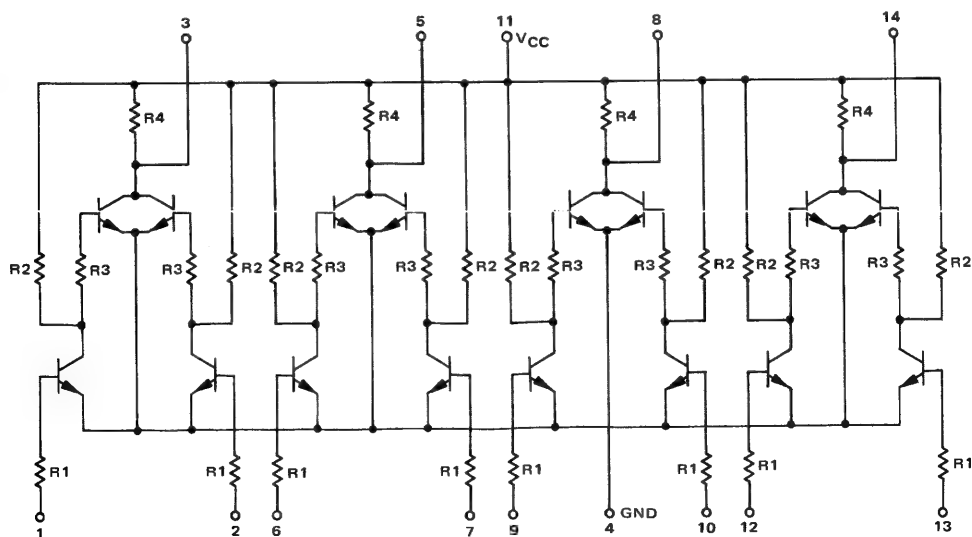 3 5 11 8 14
VCC
R4 R4 R4 R4
R2 R3 R3 R2 R2 R3 R3 R2 R2 R3 R3 R2 R2 R3 R3 R2
R1 R1 R1 R1 R1 R1 R1 R1
1 2 6 7 9 4 GND 10 12 13